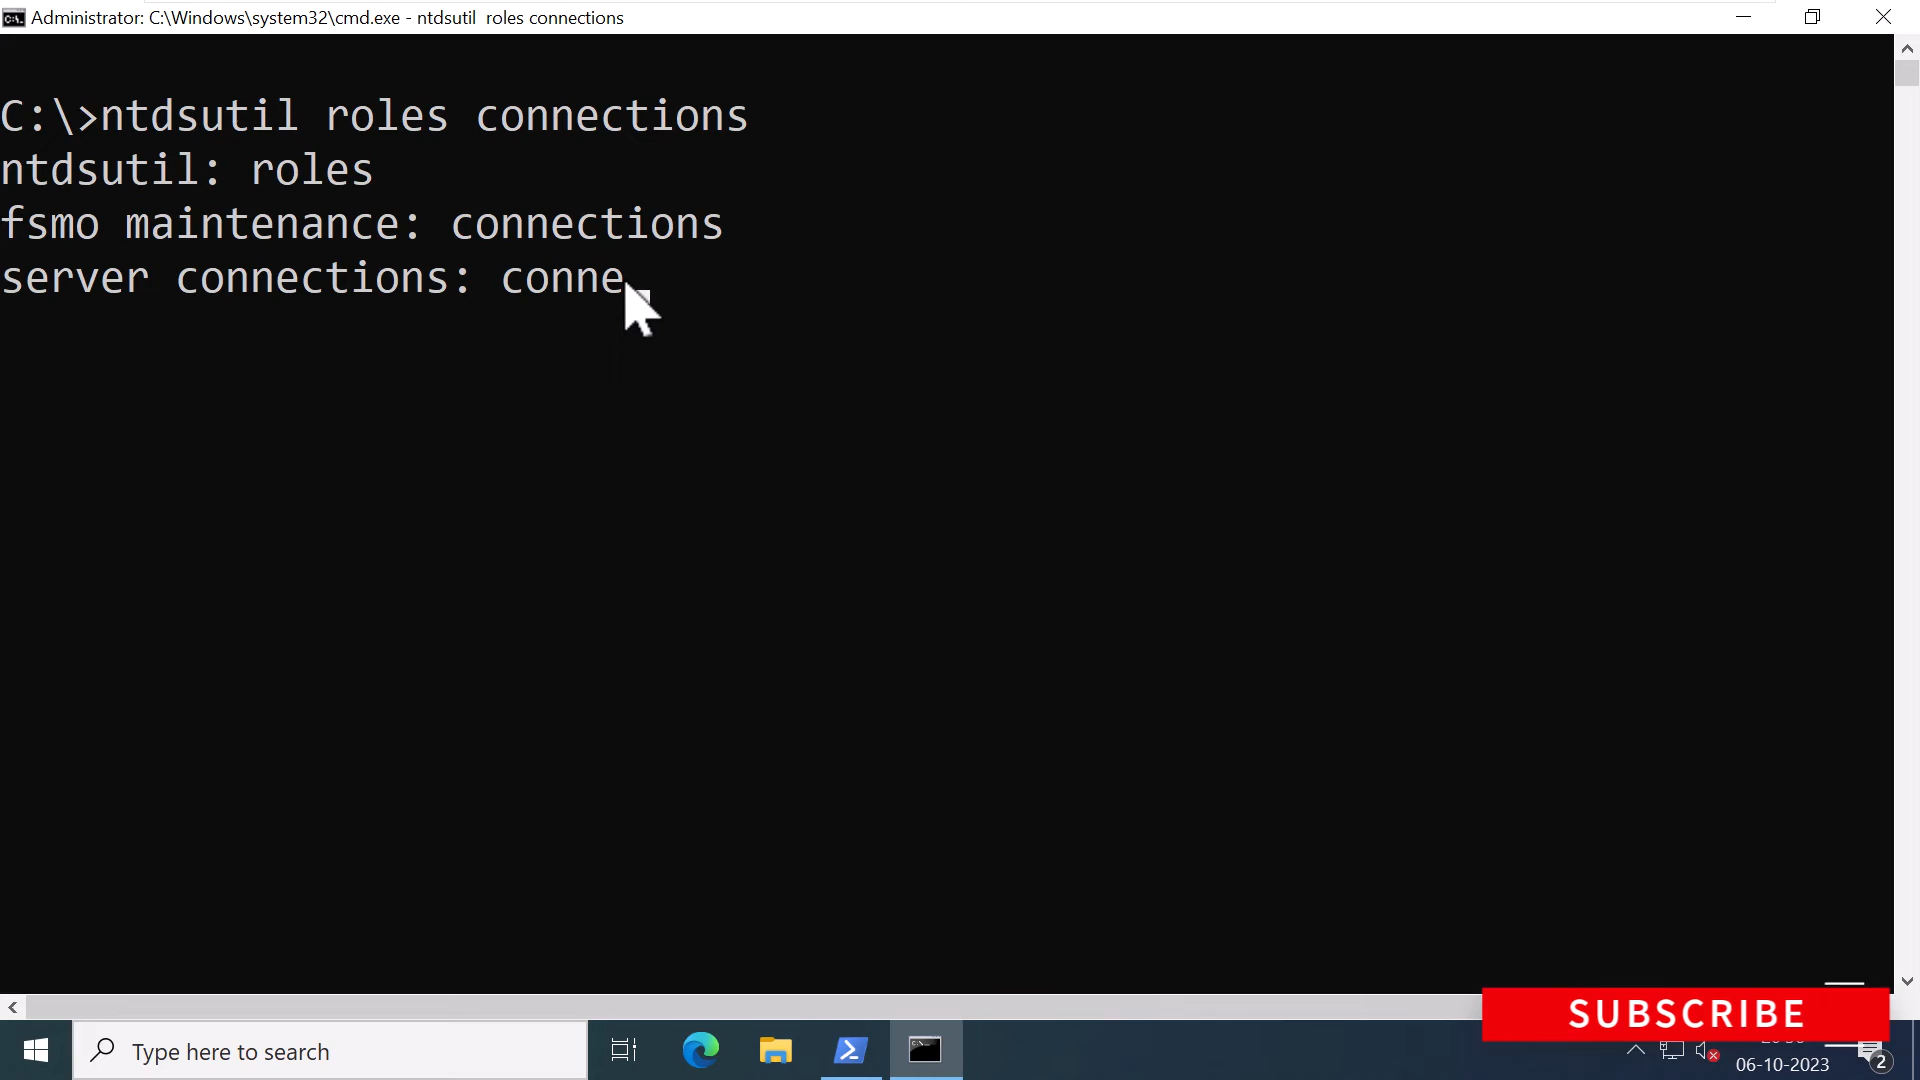 Administrator: C:\Windows\system32\cmd.exe - ntdsutil  roles connections
C:\>ntdsutil roles connections
ntdsutil: roles
fsmo maintenance: connections
server connections: conne
SUBSCRIBE
Type here to search
06-10-2023
2